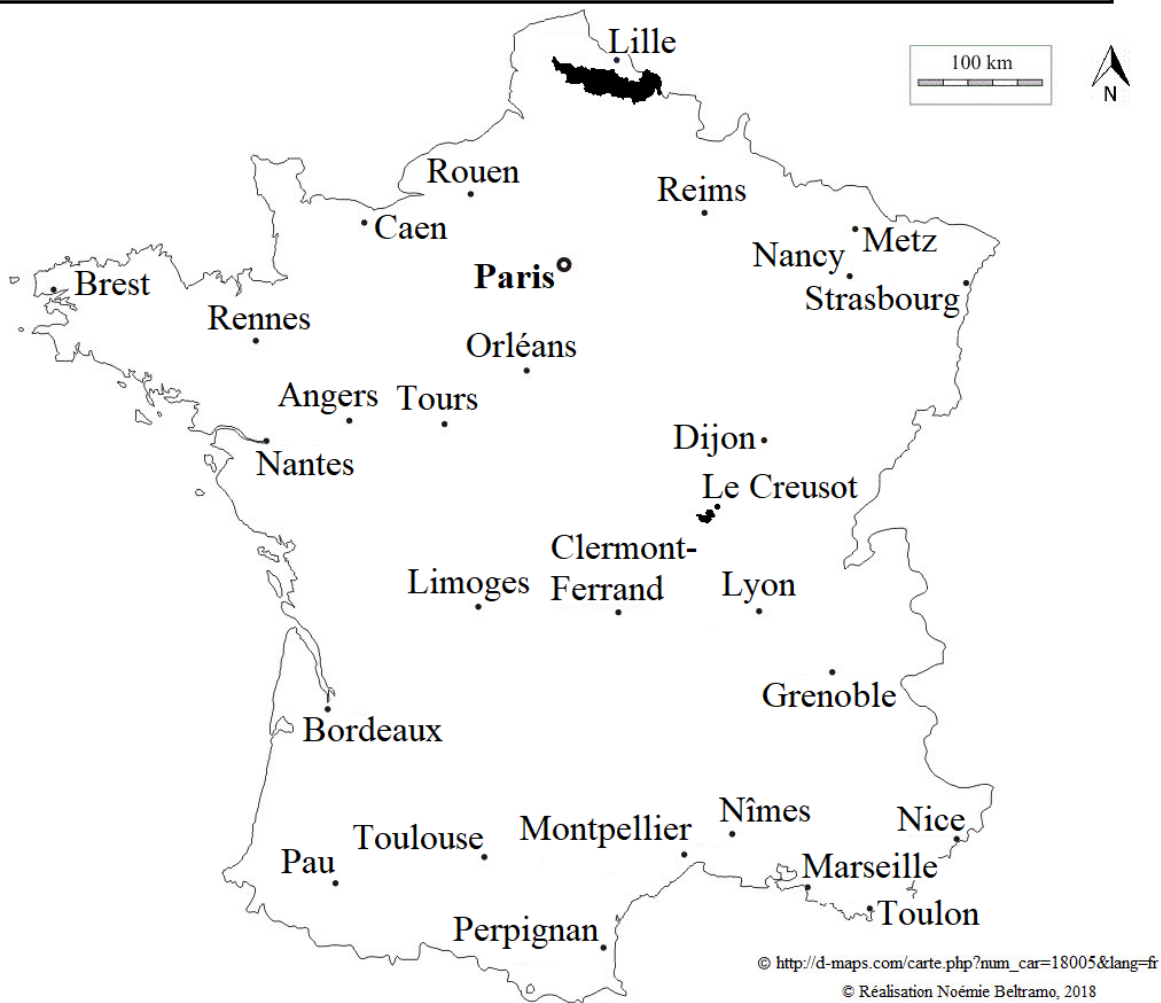 Lille
100 km
N
Rouen
Reims
Caen
Metz
Nancy
Paris
Brest
Strasbourg
Rennes
Orléans
Angers
Tours
Dijon
Nantes
Le Creusot
Clermont-
Ferrand
Limoges
Lyon
Grenoble
Bordeaux
Nîmes
Nice
Montpellier
Toulouse
Pau
Marseille
Toulon
Perpignan
© http://d-maps.com/carte.php?num_car=18005&lang=fr
© Réalisation Noémie Beltramo, 2018